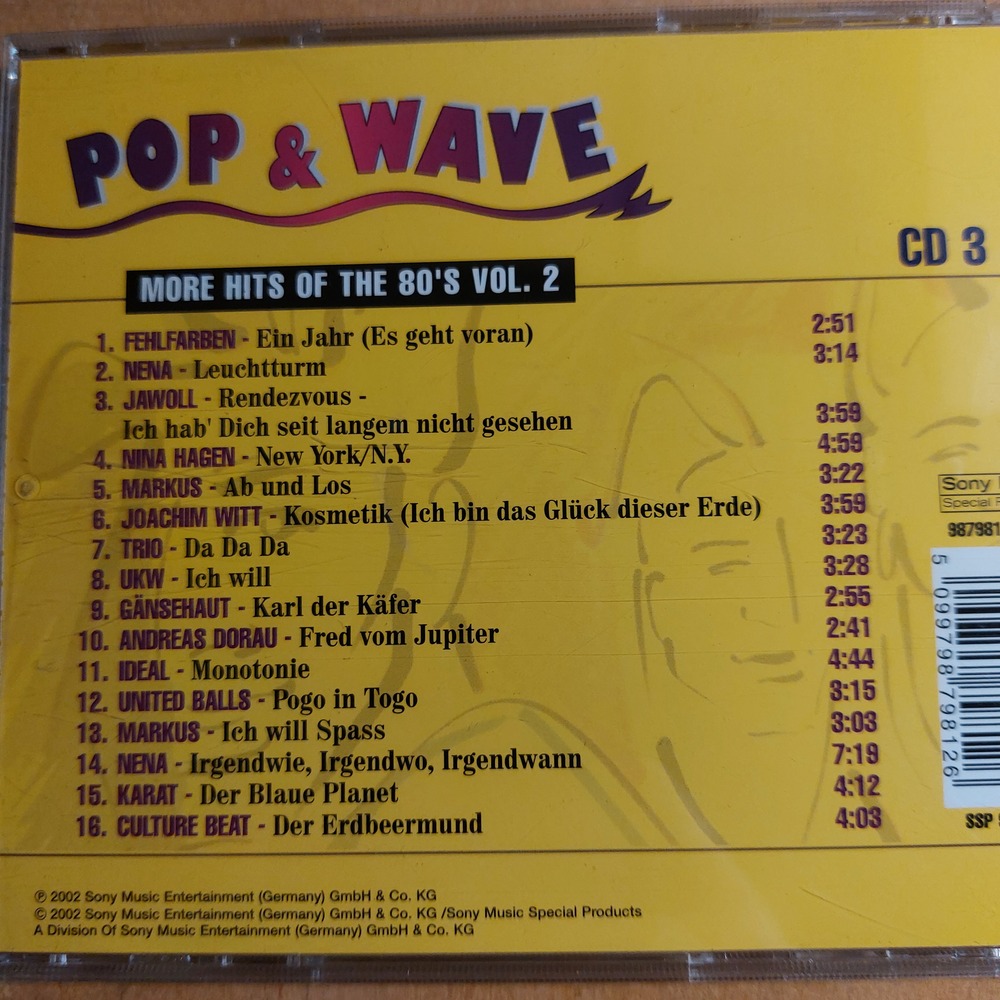 POP & WAVE
CD 3
MORE HITS OF THE 80'S VOL. 2
1. FEHLFARBEN - Ein Jahr (Es geht voran) 2:51
2. NENA - Leuchtturm 3:14
3. JAWOLL - Rendezvous -
Ich hab' Dich seit langem nicht gesehen 3:59
4. NINA HAGEN - New York/N.Y. 4:59
5. MARKUS - Ab und Los 3:22
6. JOACHIM WITT - Kosmetik (Ich bin das Glück dieser Erde) 3:59
7. TRIO - Da Da Da 3:23
8. UKW - Ich will 3:28
9. GÄNSEHAUT - Karl der Käfer 2:55
10. ANDREAS DORAU - Fred vom Jupiter 2:41
11. IDEAL - Monotonie 4:44
12. UNITED BALLS - Pogo in Togo 3:15
13. MARKUS - Ich will Spass 3:03
14. NENA - Irgendwie, Irgendwo, Irgendwann 7:19
15. KARAT - Der Blaue Planet 4:12
16. CULTURE BEAT - Der Erdbeermund 4:03
Sony
Special
987981
5 099798 798126
SSP
℗ 2002 Sony Music Entertainment (Germany) GmbH & Co. KG
© 2002 Sony Music Entertainment (Germany) GmbH & Co. KG /Sony Music Special Products
A Division Of Sony Music Entertainment (Germany) GmbH & Co. KG